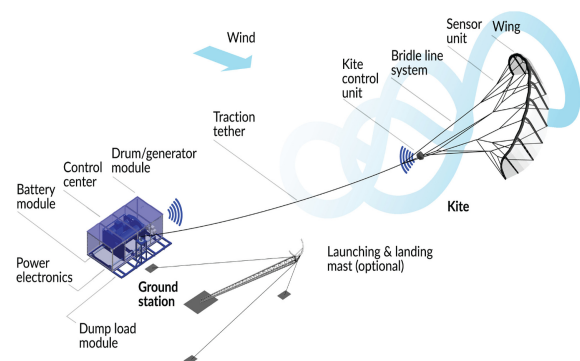 Wind
Sensor
unit
Wing
Bridle line
system
Kite
control
unit
Traction
tether
Drum/generator
module
Control
center
Battery
module
Kite
Power
electronics
Ground
station
Launching & landing
mast (optional)
Dump load
module